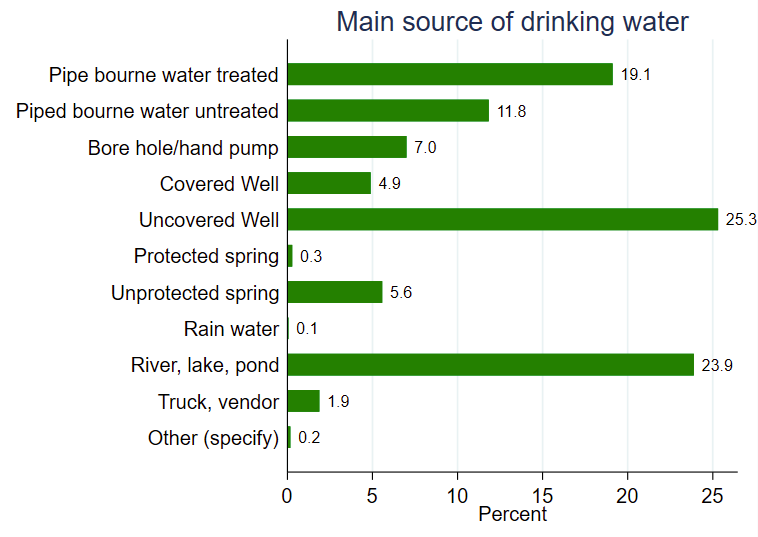 Main source of drinking water
Pipe bourne water treated 19.1
Piped bourne water untreated 11.8
Bore hole/hand pump 7.0
Covered Well 4.9
Uncovered Well 25.3
Protected spring 0.3
Unprotected spring 5.6
Rain water 0.1
River, lake, pond 23.9
Truck, vendor 1.9
Other (specify) 0.2
0 5 10 15 20 25
Percent